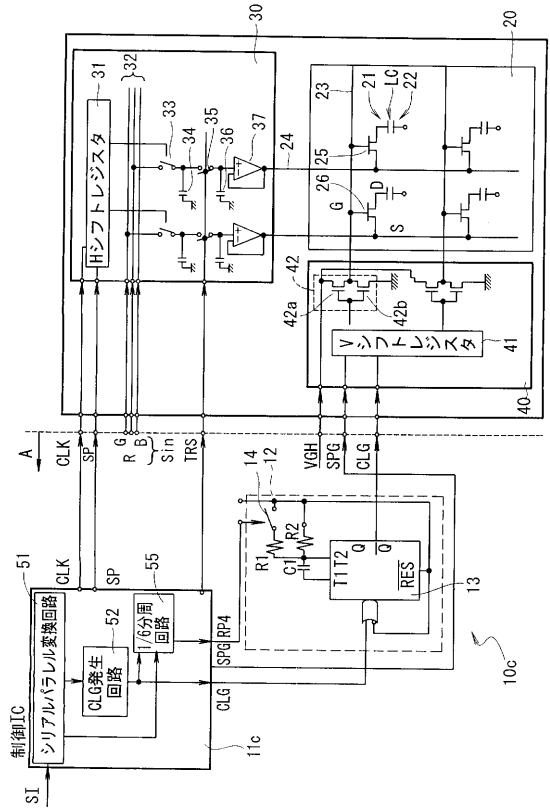 制御IC
51
シリアルパラレル変換回路
SI
CLG発生回路
52
1/6分周回路
55
11c
CLK
SP
RP4
SPG
CLG
A
CLK
SP
R
G
B
Sin
TRS
VGH
SPG
CLG
14
12
R1
R2
C1
T1T2
Q
Q
RES
13
10c
30
31
Hシフトレジスタ
32
33
34
35
36
37
24
20
23
21
LC
22
25
26
G
D
S
42
42a
42b
Vシフトレジスタ
41
40